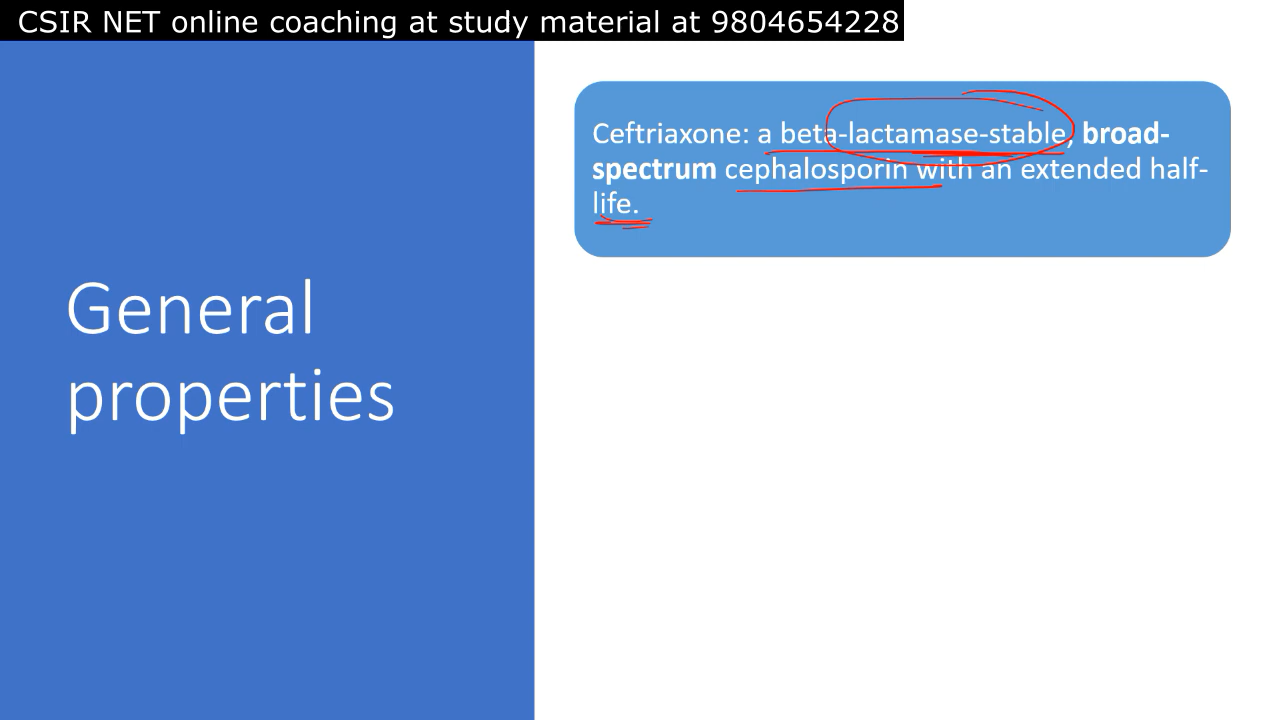 CSIR NET online coaching at study material at 9804654228
General
properties
Ceftriaxone: a beta-lactamase-stable, broad-
spectrum cephalosporin with an extended half-
life.